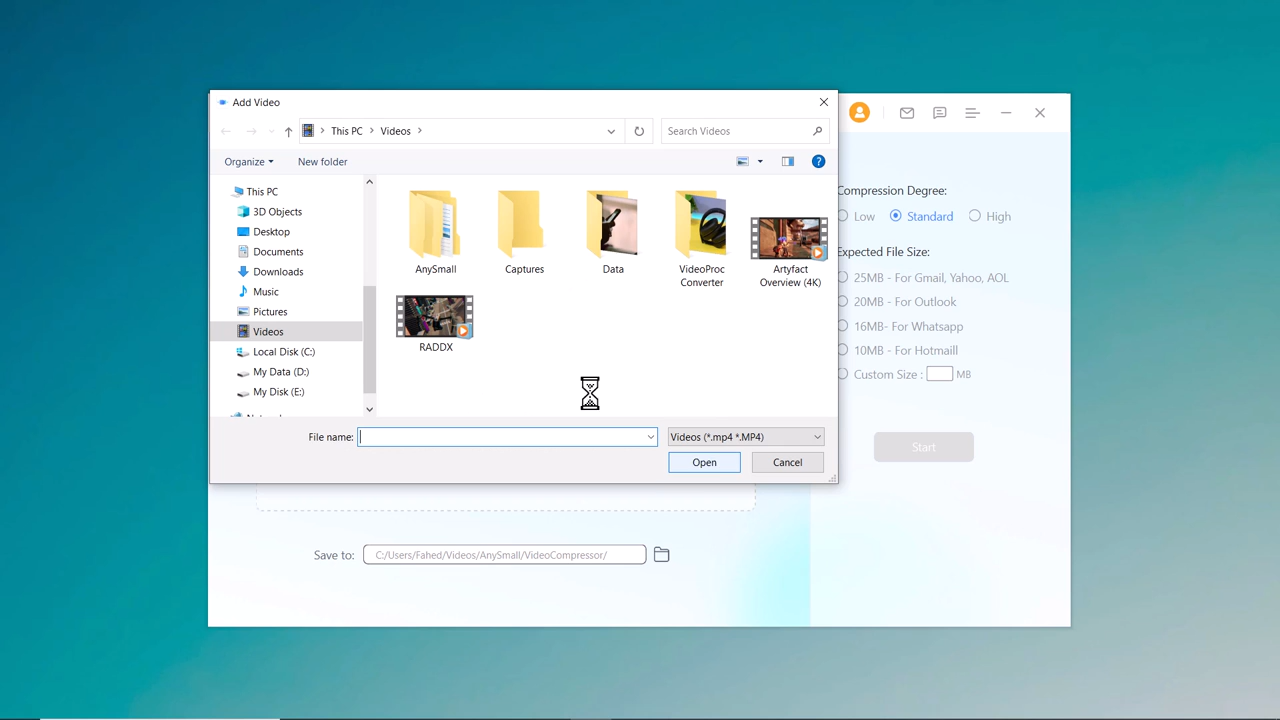 Add Video
This PC
Videos
Search Videos
Organize
New folder
This PC
3D Objects
Desktop
Documents
Downloads
Music
Pictures
Videos
Local Disk (C:)
My Data (D:)
My Disk (E:)
AnySmall
Captures
Data
VideoProc
Converter
Artyfact
Overview (4K)
RADDX
File name:
Videos (*.mp4 *.MP4)
Open
Cancel
Compression Degree:
Low
Standard
High
Expected File Size:
25MB - For Gmail, Yahoo, AOL
20MB - For Outlook
16MB- For Whatsapp
10MB - For Hotmaill
Custom Size :
MB
Start
Save to:
C:/Users/Fahed/Videos/AnySmall/VideoCompressor/